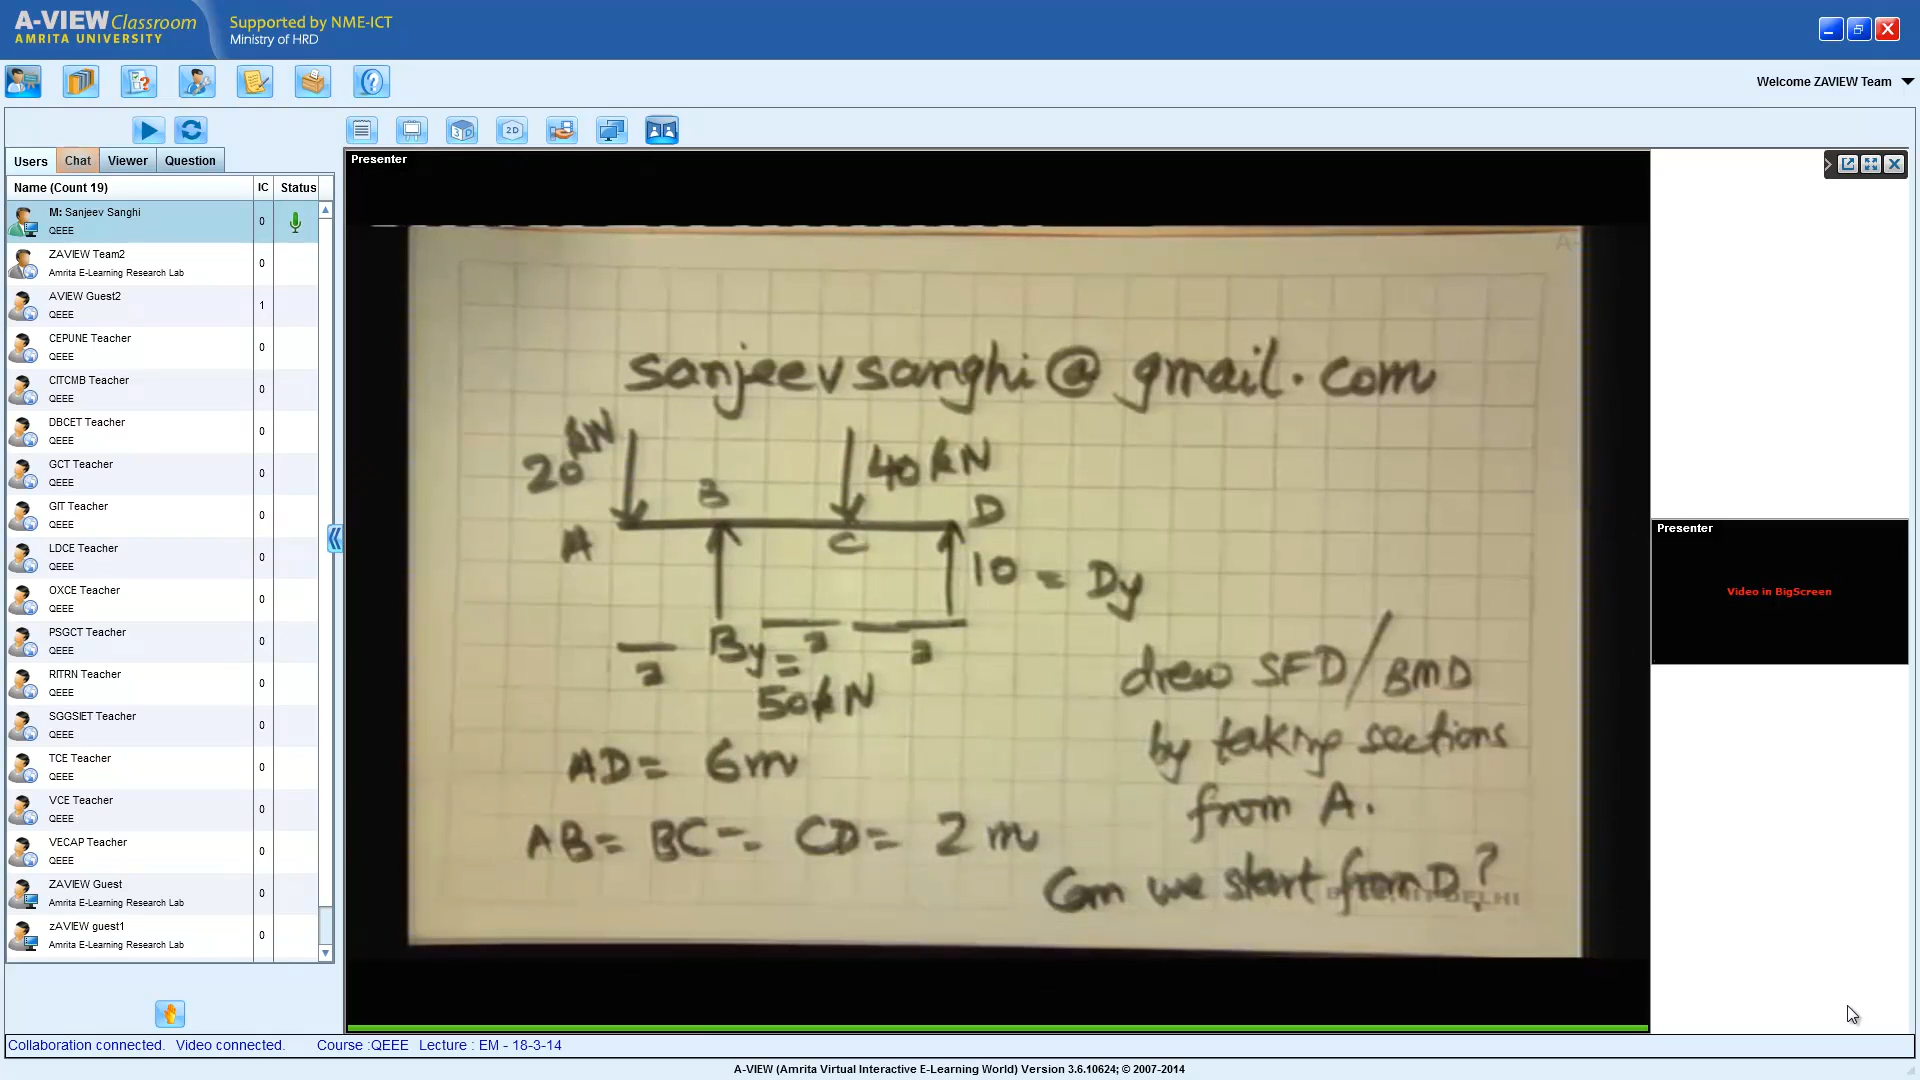 A-VIEW Classroom
AMRITA UNIVERSITY
Supported by NME-ICT
Ministry of HRD
Welcome ZAVIEW Team
3D
2D
Users
Chat
Viewer
Question
Name (Count 19)
IC
Status
M: Sanjeev Sanghi
QEEE
0
ZAVIEW Team2
Amrita E-Learning Research Lab
0
AVIEW Guest2
QEEE
1
CEPUNE Teacher
QEEE
0
CITCMB Teacher
QEEE
0
DBCET Teacher
QEEE
0
GCT Teacher
QEEE
0
GIT Teacher
QEEE
0
LDCE Teacher
QEEE
0
OXCE Teacher
QEEE
0
PSGCT Teacher
QEEE
0
RITRN Teacher
QEEE
0
SGGSIET Teacher
QEEE
0
TCE Teacher
QEEE
0
VCE Teacher
QEEE
0
VECAP Teacher
QEEE
0
ZAVIEW Guest
Amrita E-Learning Research Lab
0
zAVIEW guest1
Amrita E-Learning Research Lab
0
Presenter
sanjeevsanghi@gmail.com
20 kN
40 kN
B
D
A
C
10 = Dy
2
By =
2
2
50kN
AD = 6m
AB = BC = CD = 2 m
drew SFD/BMD
by taking sections
from A.
Can we start from D?
Presenter
Video in BigScreen
Collaboration connected. Video connected. Course :QEEE Lecture : EM - 18-3-14
A-VIEW (Amrita Virtual Interactive E-Learning World) Version 3.6.10624; © 2007-2014